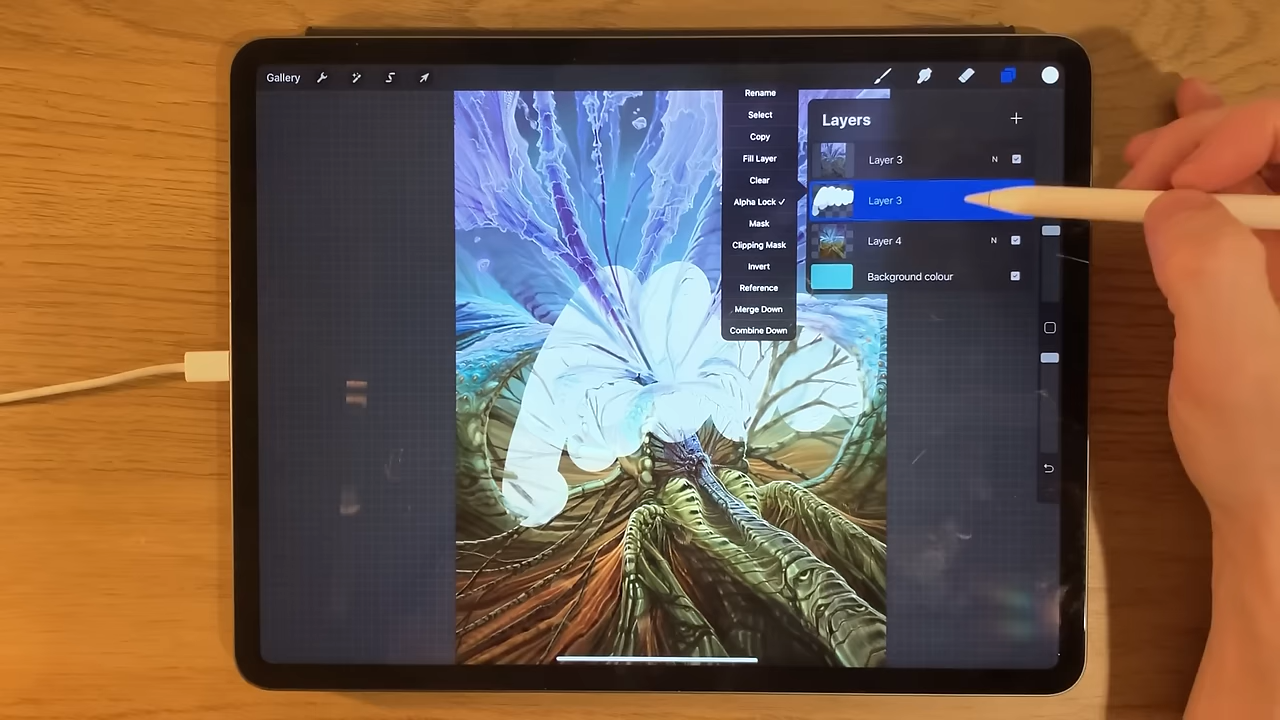 Gallery
Rename
Select
Copy
Fill Layer
Clear
Alpha Lock ✓
Mask
Clipping Mask
Invert
Reference
Merge Down
Combine Down
Layers
Layer 3 N
Layer 3
Layer 4 N
Background colour